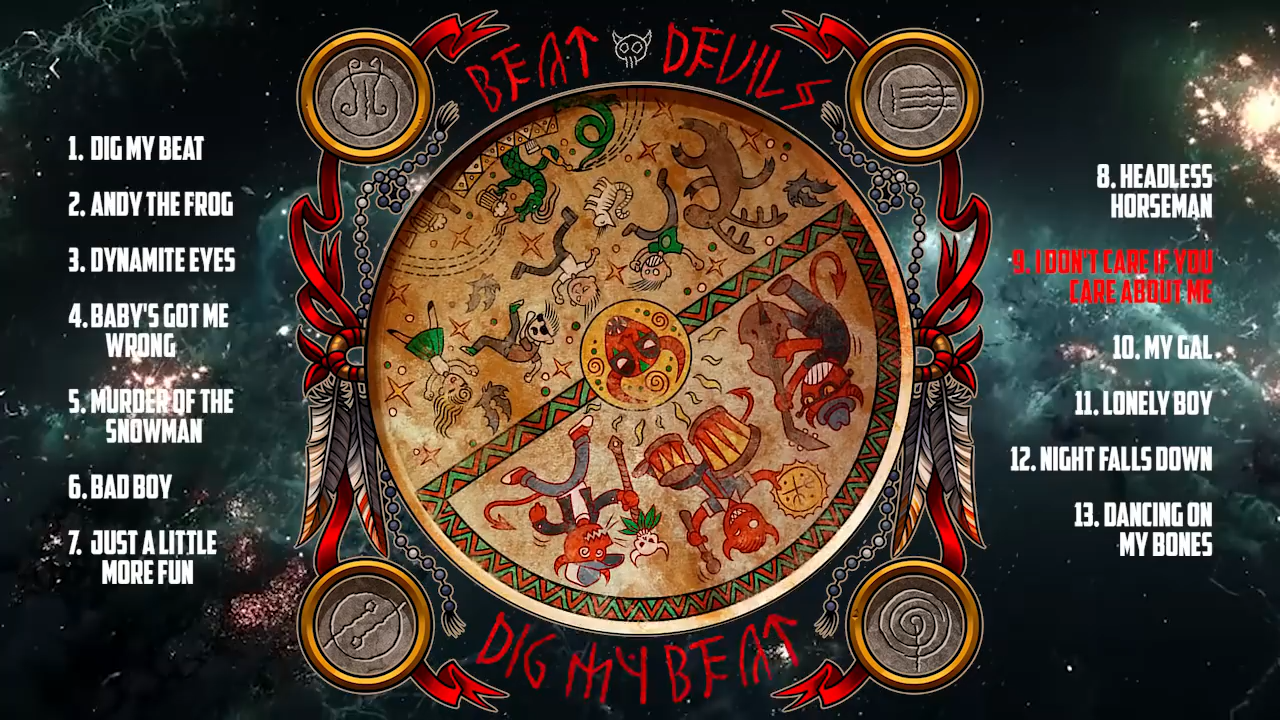 BEAT DEVILS
1. DIG MY BEAT
2. ANDY THE FROG
3. DYNAMITE EYES
4. BABY'S GOT ME
WRONG
5. MURDER OF THE
SNOWMAN
6. BAD BOY
7. JUST A LITTLE
MORE FUN
8. HEADLESS
HORSEMAN
9. I DON'T CARE IF YOU
CARE ABOUT ME
10. MY GAL
11. LONELY BOY
12. NIGHT FALLS DOWN
13. DANCING ON
MY BONES
DIG MY BEAT